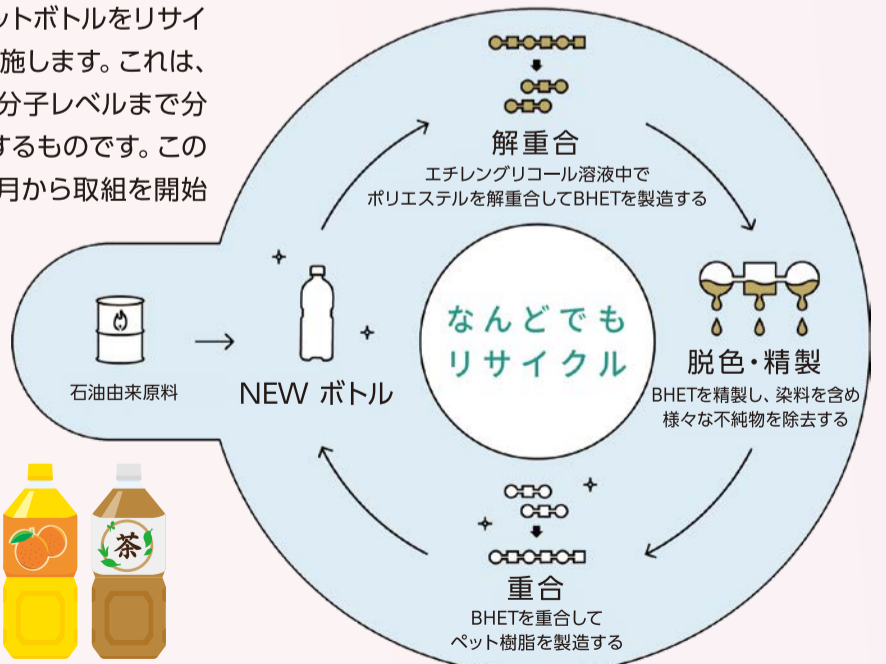 ットボトルをリサイ
施します。これは、
分子レベルまで分
するものです。この
月から取組を開始
解重合
エチレングリコール溶液中で
ポリエステルを解重合してBHETを製造する
なんどでも
リサイクル
脱色・精製
BHETを精製し、染料を含め
様々な不純物を除去する
石油由来原料
NEW ボトル
重合
BHETを重合して
ペット樹脂を製造する
茶